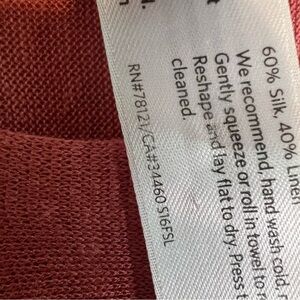 60% Silk, 40% Linen
We recommend, hand wash cold,
Gently squeeze or roll in towel to
Reshape and lay flat to dry. Press
cleaned.
RN#78121/CA#34460 S16FSL